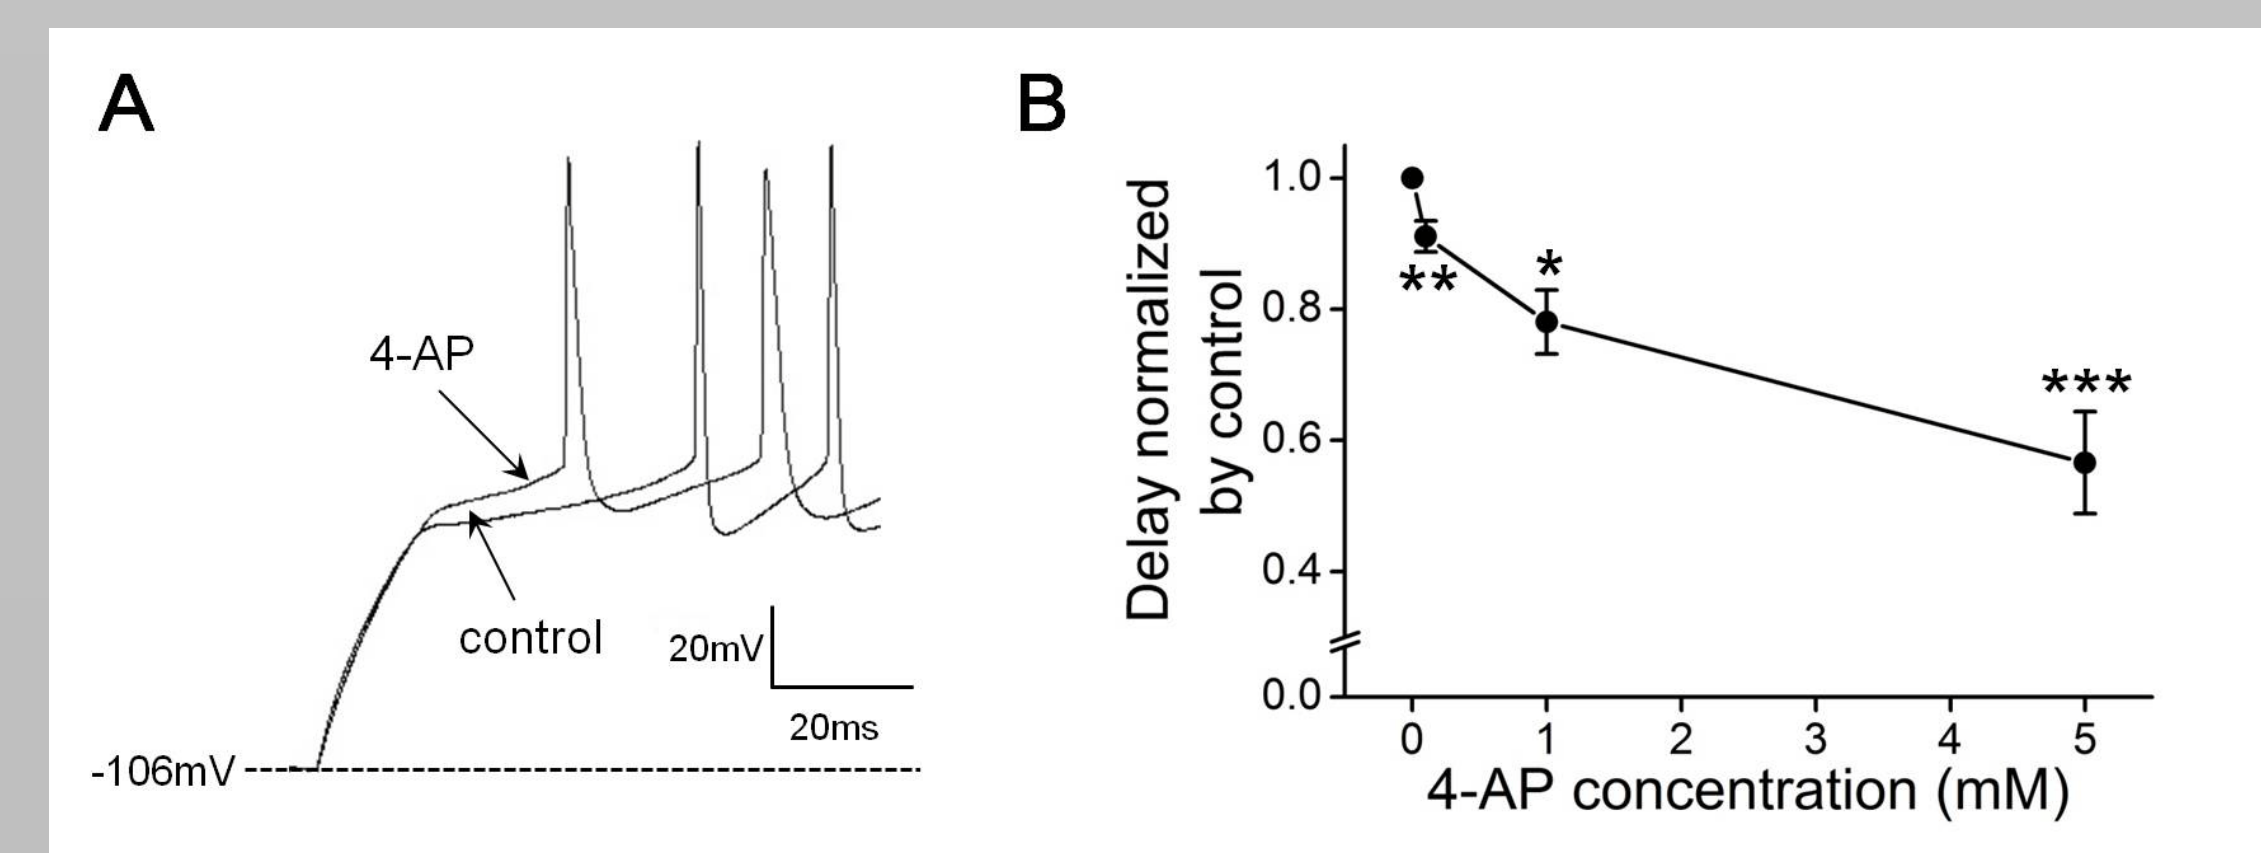 A
4-AP
control
20mV
20ms
-106mV
B
Delay normalized
by control
1.0
0.8
0.6
0.4
0.0
**
*
***
0 1 2 3 4 5
4-AP concentration (mM)